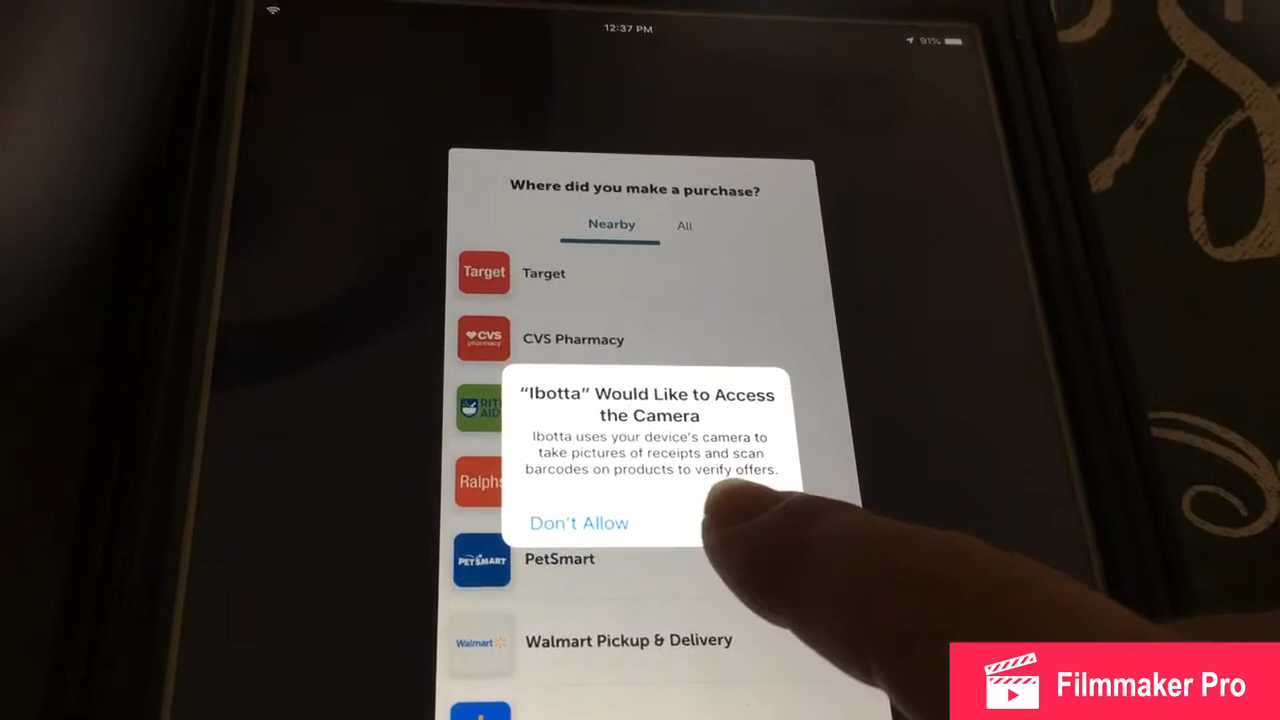 12:37 PM
91%
Where did you make a purchase?
Nearby
All
Target
Target
CVS
pharmacy
CVS Pharmacy
“Ibotta” Would Like to Access
the Camera
Ibotta uses your device's camera to
take pictures of receipts and scan
barcodes on products to verify offers.
Don't Allow
RITE
AID
Ralphs
PETSMART
PetSmart
Walmart
Walmart Pickup & Delivery
Filmmaker Pro